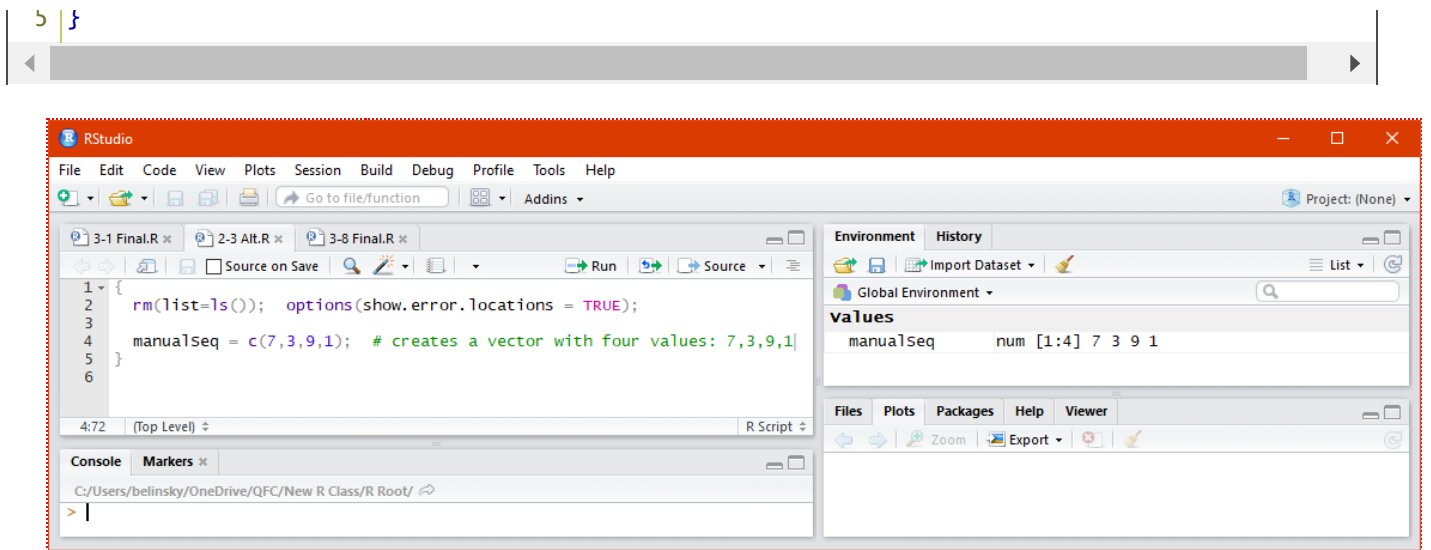 5 }
RStudio
File Edit Code View Plots Session Build Debug Profile Tools Help
Go to file/function Addins Project: (None)
3-1 Final.R 2-3 Alt.R 3-8 Final.R
Source on Save Run Source
1 {
2 rm(list=ls()); options(show.error.locations = TRUE);
3
4 manualSeq = c(7,3,9,1); # creates a vector with four values: 7,3,9,1
5 }
6
4:72 (Top Level) R Script
Console Markers
C:/Users/belinsky/OneDrive/QFC/New R Class/R Root/
>
Environment History
Import Dataset List
Global Environment
Values
manualSeq num [1:4] 7 3 9 1
Files Plots Packages Help Viewer
Zoom Export